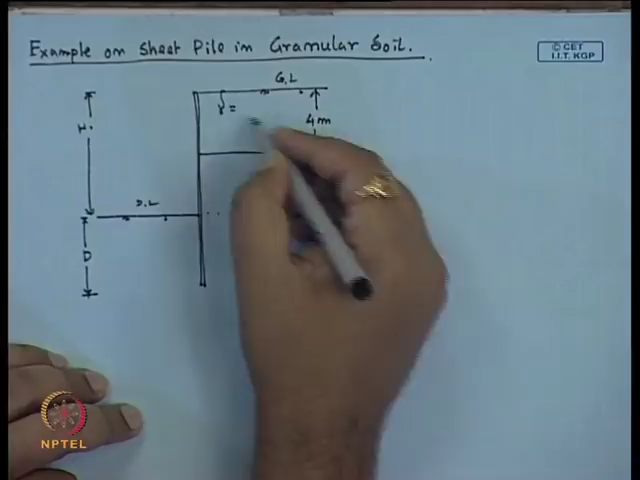 Example on Sheet Pile in Granular Soil.
© CET
I.I.T. KGP
G.L
γ =
4m
H
D.L
D
NPTEL